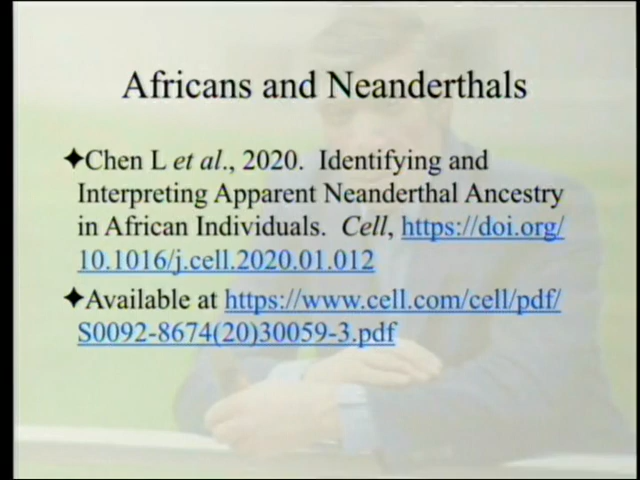 Africans and Neanderthals
✦Chen L et al., 2020. Identifying and
Interpreting Apparent Neanderthal Ancestry
in African Individuals. Cell, https://doi.org/
10.1016/j.cell.2020.01.012
✦Available at https://www.cell.com/cell/pdf/
S0092-8674(20)30059-3.pdf